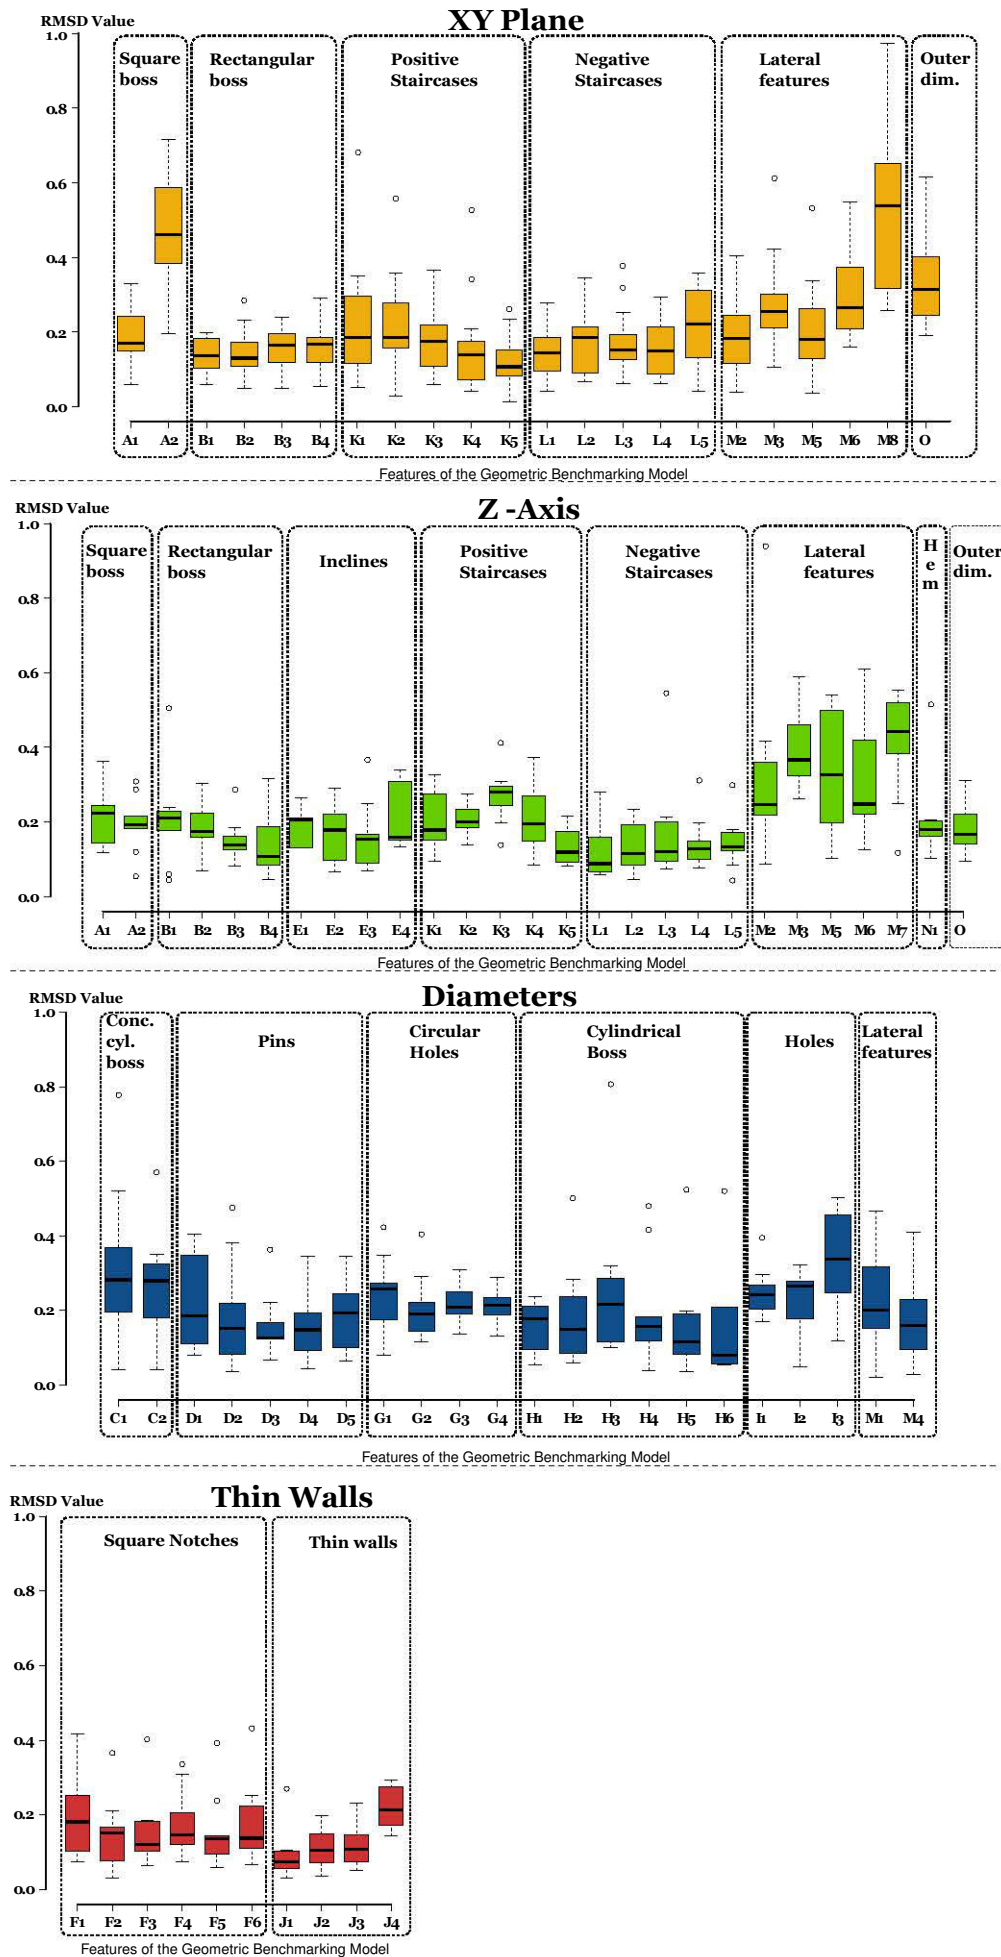 XY Plane
RMSD Value
1.0
Square boss
Rectangular boss
Positive Staircases
Negative Staircases
Lateral features
Outer dim.
0.8
0.6
0.4
0.2
0.0
A1 A2 B1 B2 B3 B4 K1 K2 K3 K4 K5 L1 L2 L3 L4 L5 M2 M3 M5 M6 M8 O
Features of the Geometric Benchmarking Model
Z -Axis
RMSD Value
1.0
Square boss
Rectangular boss
Inclines
Positive Staircases
Negative Staircases
Lateral features
Hem
Outer dim.
0.8
0.6
0.4
0.2
0.0
A1 A2 B1 B2 B3 B4 E1 E2 E3 E4 K1 K2 K3 K4 K5 L1 L2 L3 L4 L5 M2 M3 M5 M6 M7 N1 O
Features of the Geometric Benchmarking Model
Diameters
RMSD Value
1.0
Conc. cyl. boss
Pins
Circular Holes
Cylindrical Boss
Holes
Lateral features
0.8
0.6
0.4
0.2
0.0
C1 C2 D1 D2 D3 D4 D5 G1 G2 G3 G4 H1 H2 H3 H4 H5 H6 I1 I2 I3 M1 M4
Features of the Geometric Benchmarking Model
Thin Walls
RMSD Value
1.0
Square Notches
Thin walls
0.8
0.6
0.4
0.2
0.0
F1 F2 F3 F4 F5 F6 J1 J2 J3 J4
Features of the Geometric Benchmarking Model